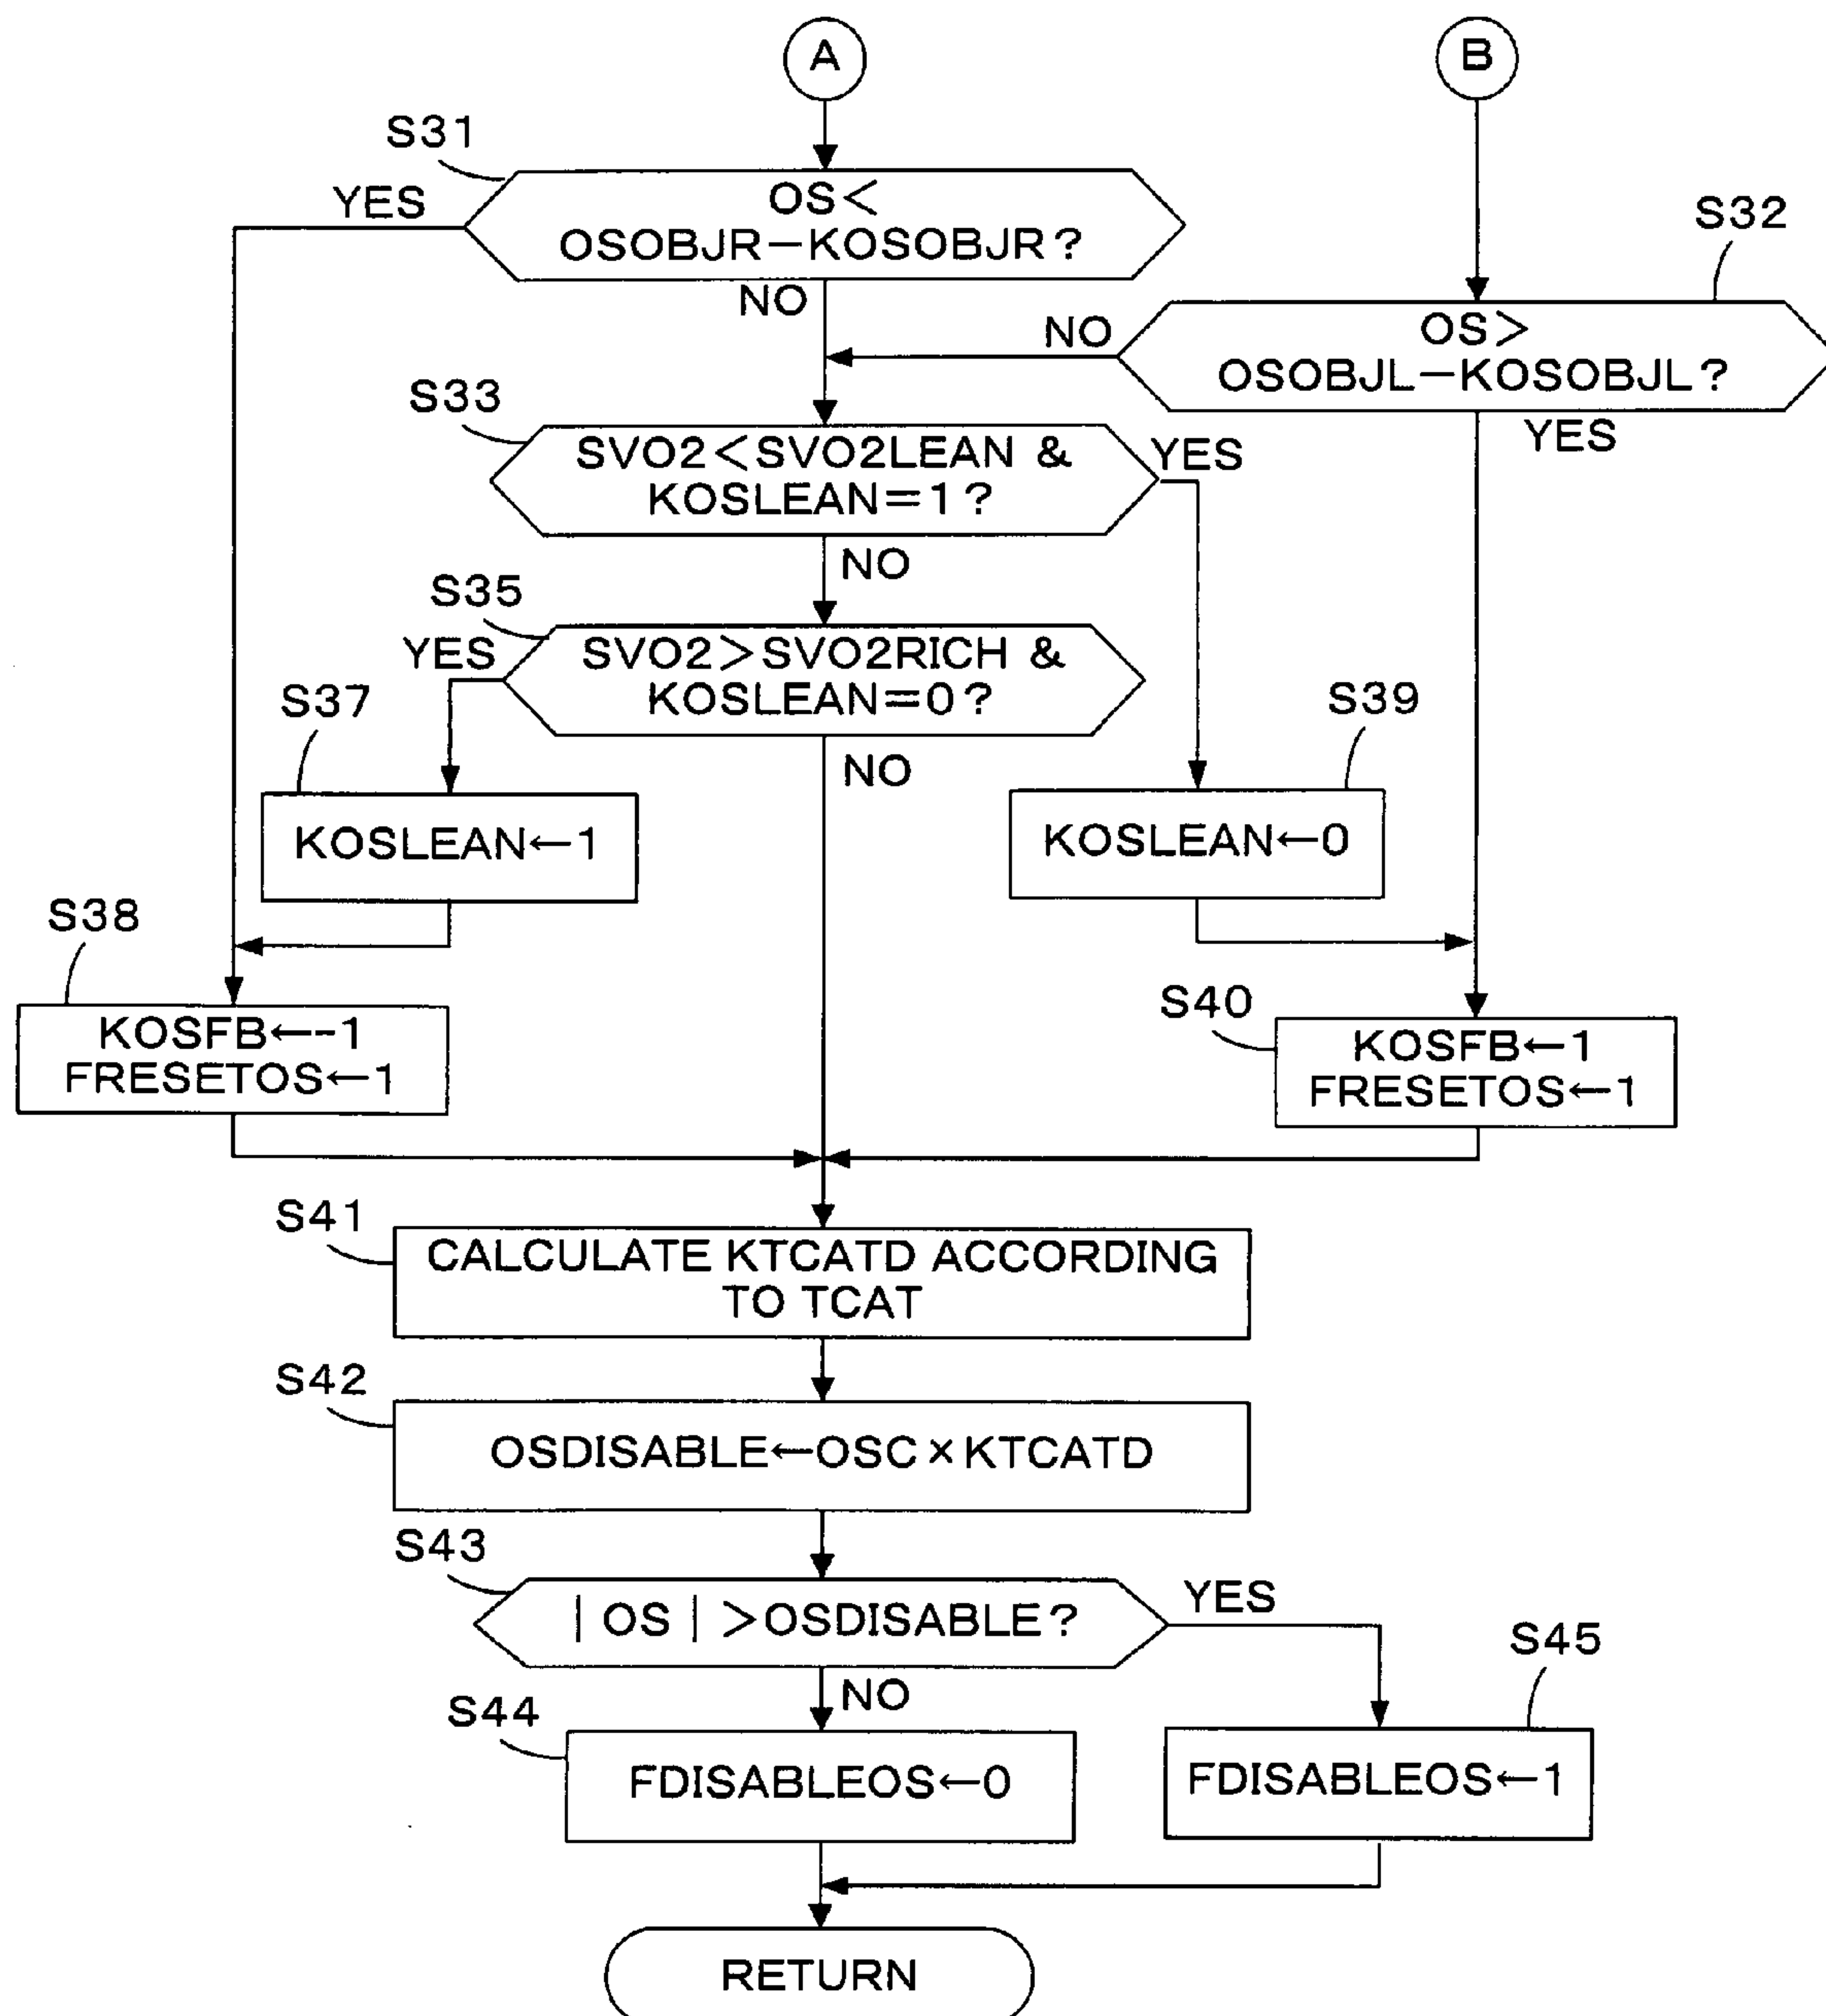 A
B
S31
YES
OS<
OSOBJR−KOSOBJR?
NO
S32
NO
OS>
OSOBJL−KOSOBJL?
YES
S33
SVO2<SVO2LEAN &
KOSLEAN=1?
YES
NO
S35
YES
SVO2>SVO2RICH &
KOSLEAN=0?
NO
S37
KOSLEAN←1
S39
KOSLEAN←0
S38
KOSFB←-1
FRESETOS←1
S40
KOSFB←1
FRESETOS←1
S41
CALCULATE KTCATD ACCORDING
TO TCAT
S42
OSDISABLE←OSC×KTCATD
S43
|OS|>OSDISABLE?
YES
NO
S44
FDISABLEOS←0
S45
FDISABLEOS←1
RETURN